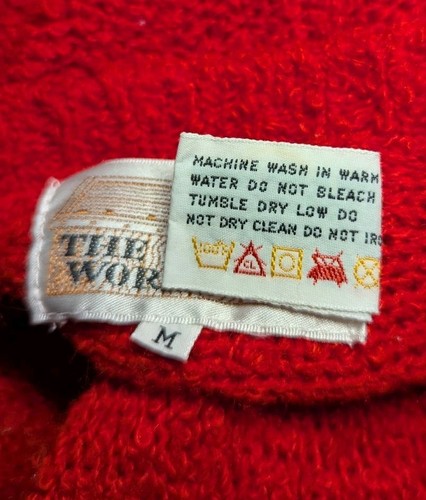 MACHINE WASH IN WARM
WATER DO NOT BLEACH
TUMBLE DRY LOW DO
NOT DRY CLEAN DO NOT IRO
CL
THE
WOR
M